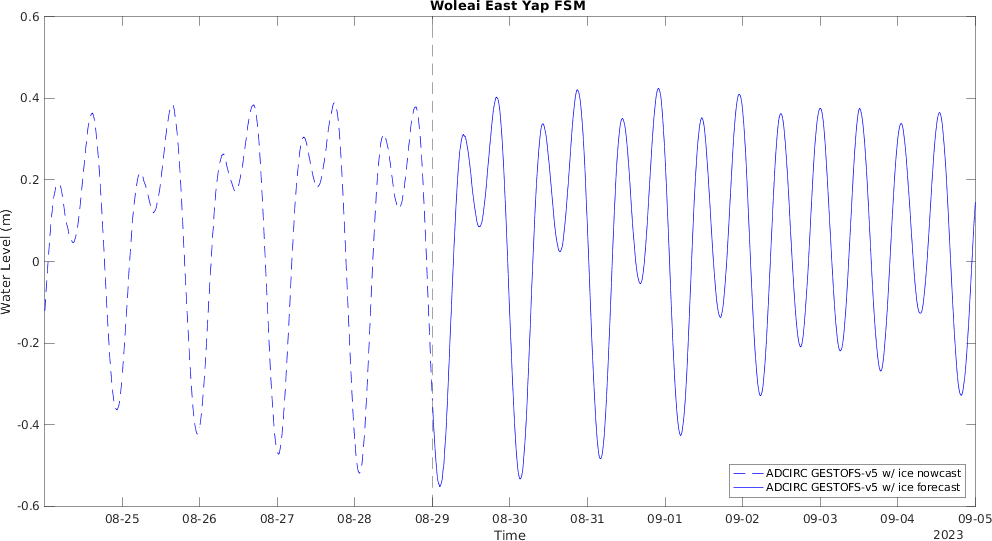 Woleai East Yap FSM
0.6
0.4
0.2
0
-0.2
-0.4
-0.6
Water Level (m)
ADCIRC GESTOFS-v5 w/ ice nowcast
ADCIRC GESTOFS-v5 w/ ice forecast
08-25 08-26 08-27 08-28 08-29 08-30 08-31 09-01 09-02 09-03 09-04 09-05
Time
2023